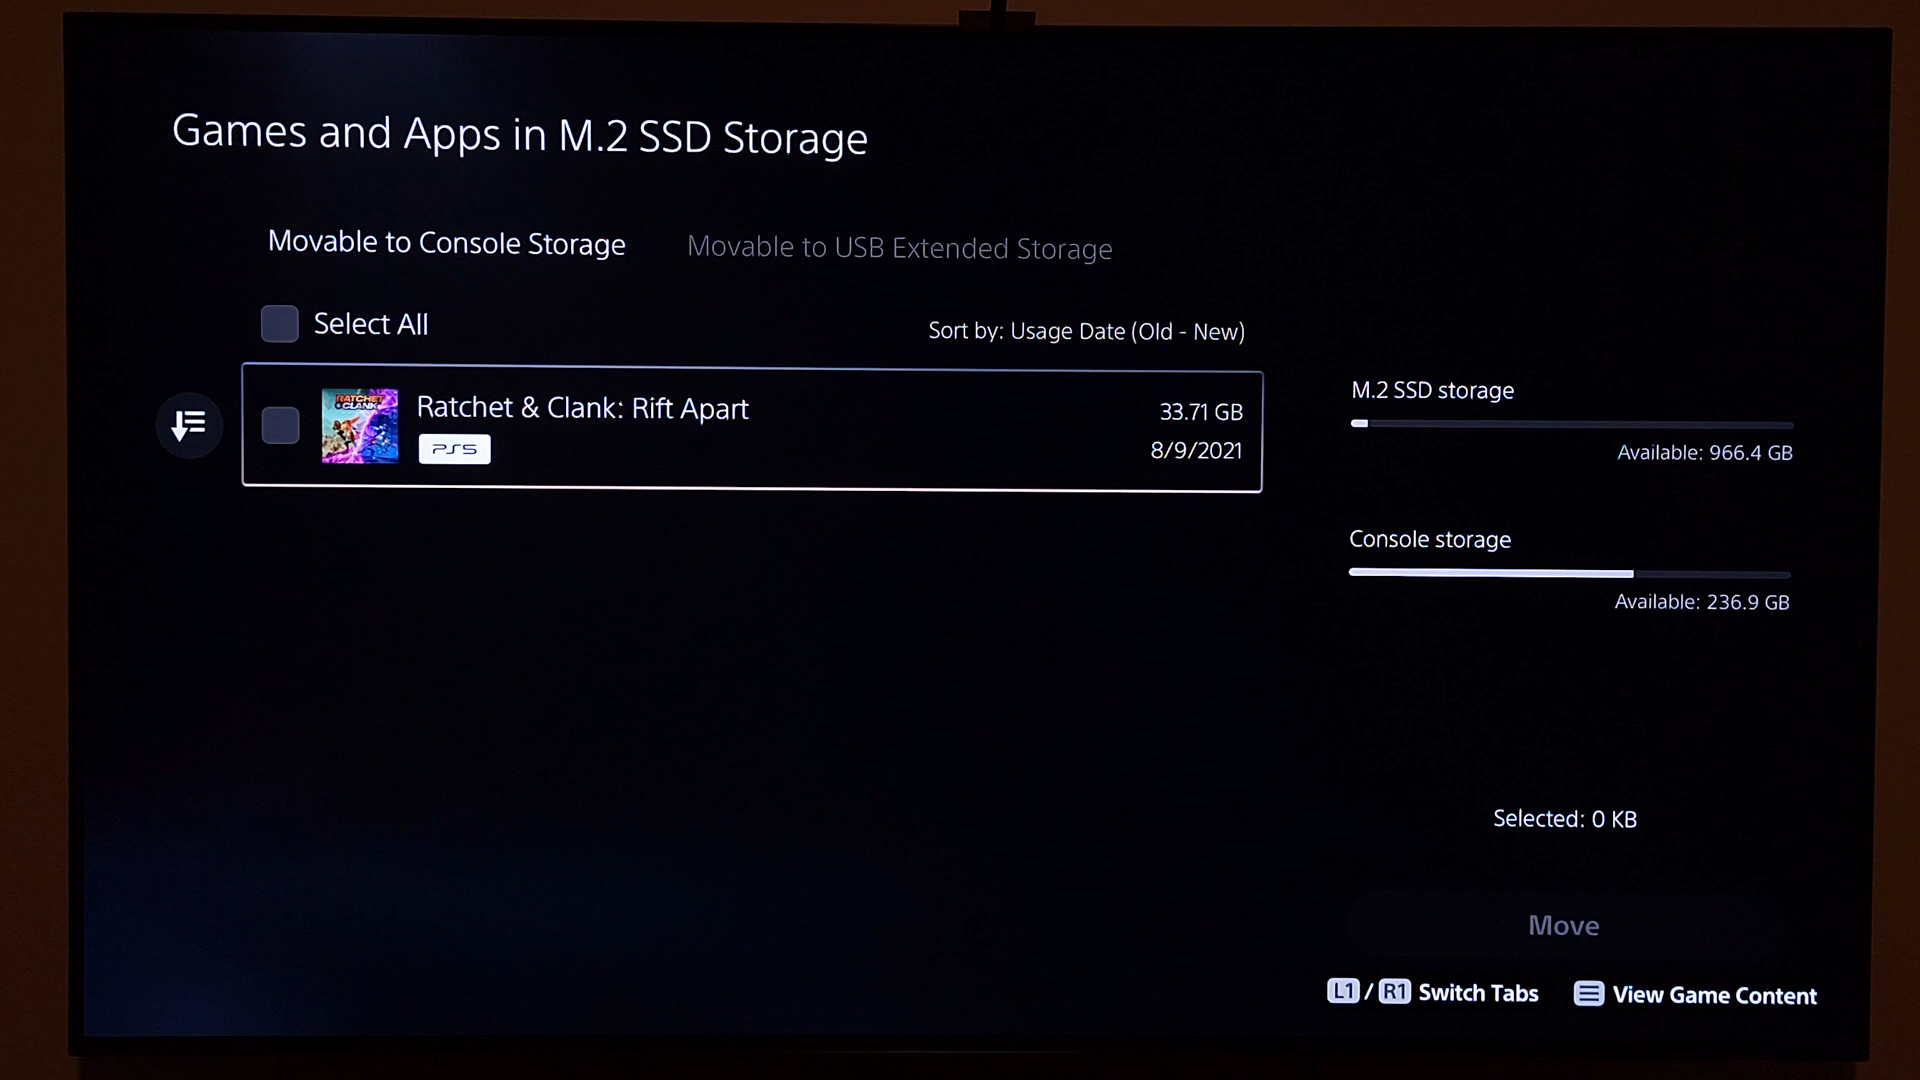 Games and Apps in M.2 SSD Storage
Movable to Console Storage
Movable to USB Extended Storage
Select All
Sort by: Usage Date (Old - New)
RATCHET
& CLANK
Ratchet & Clank: Rift Apart
PS5
33.71 GB
8/9/2021
M.2 SSD storage
Available: 966.4 GB
Console storage
Available: 236.9 GB
Selected: 0 KB
Move
L1 / R1 Switch Tabs
View Game Content